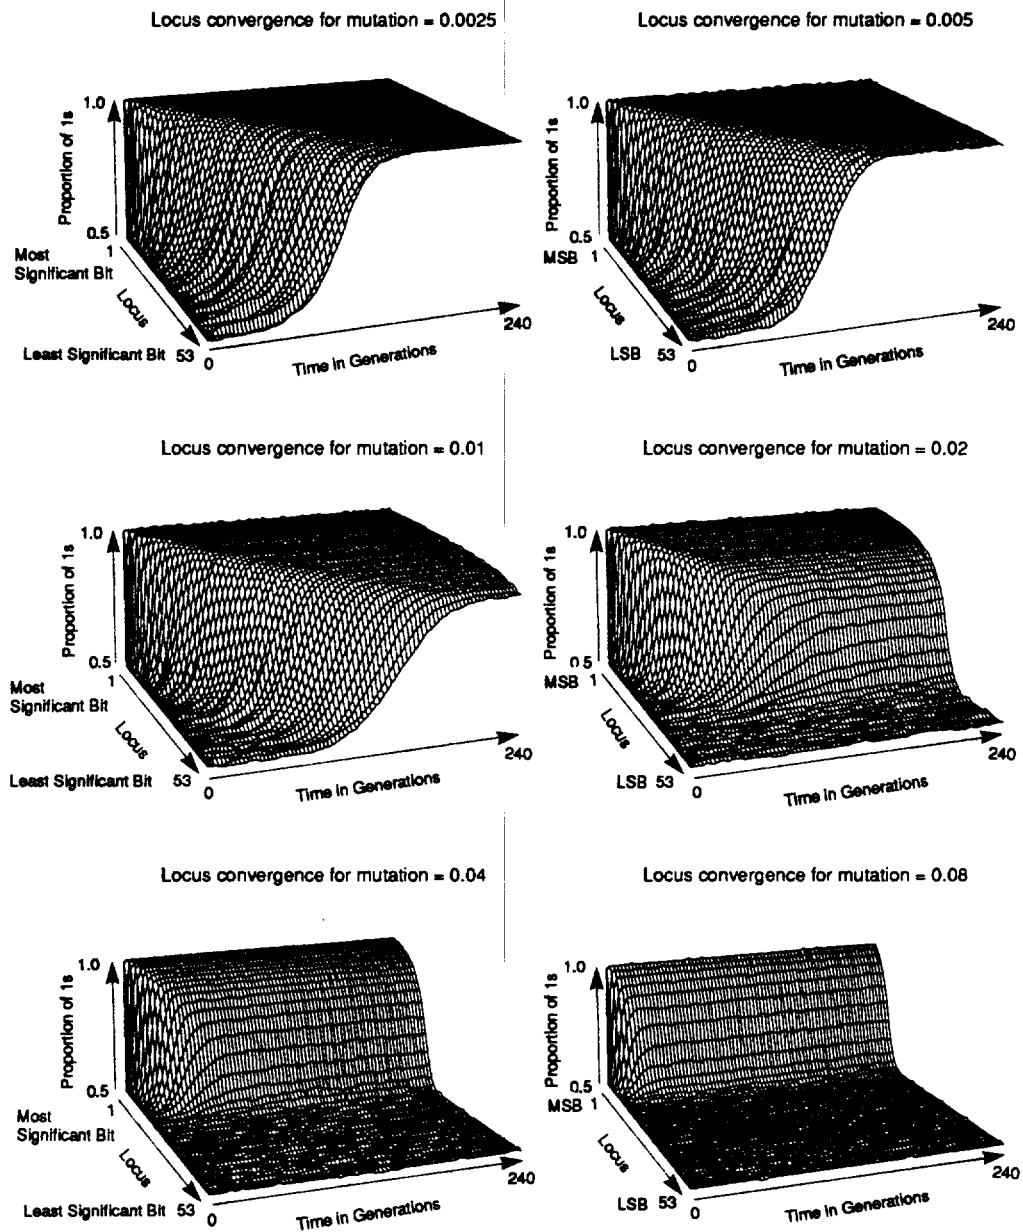 Locus convergence for mutation = 0.0025
1.0
Proportion of 1s
0.5
1
Most
Significant Bit
Locus
Least Significant Bit 53
0
Time in Generations
240
Locus convergence for mutation = 0.005
1.0
Proportion of 1s
0.5
MSB 1
Locus
LSB 53
0
Time in Generations
240
Locus convergence for mutation = 0.01
1.0
Proportion of 1s
0.5
1
Most
Significant Bit
Locus
Least Significant Bit 53
0
Time in Generations
240
Locus convergence for mutation = 0.02
1.0
Proportion of 1s
0.5
MSB 1
Locus
LSB 53
0
Time in Generations
240
Locus convergence for mutation = 0.04
1.0
Proportion of 1s
0.5
1
Most
Significant Bit
Locus
Least Significant Bit 53
0
Time in Generations
240
Locus convergence for mutation = 0.08
1.0
Proportion of 1s
0.5
MSB 1
Locus
LSB 53
0
Time in Generations
240